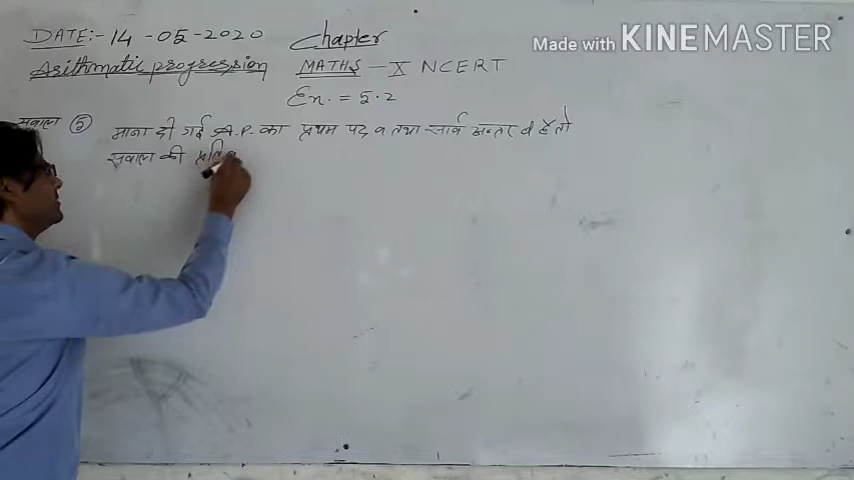 DATE:- 14 -05-2020 Chapter
Made with KINEMASTER
Arithmatic progression MATHS - X NCERT
Ex. = 5.2
सवाल ⑤ माना दी गई A.P. का प्रथम पद a तथा सार्व अन्तर d है तो
सवाल की प्रति